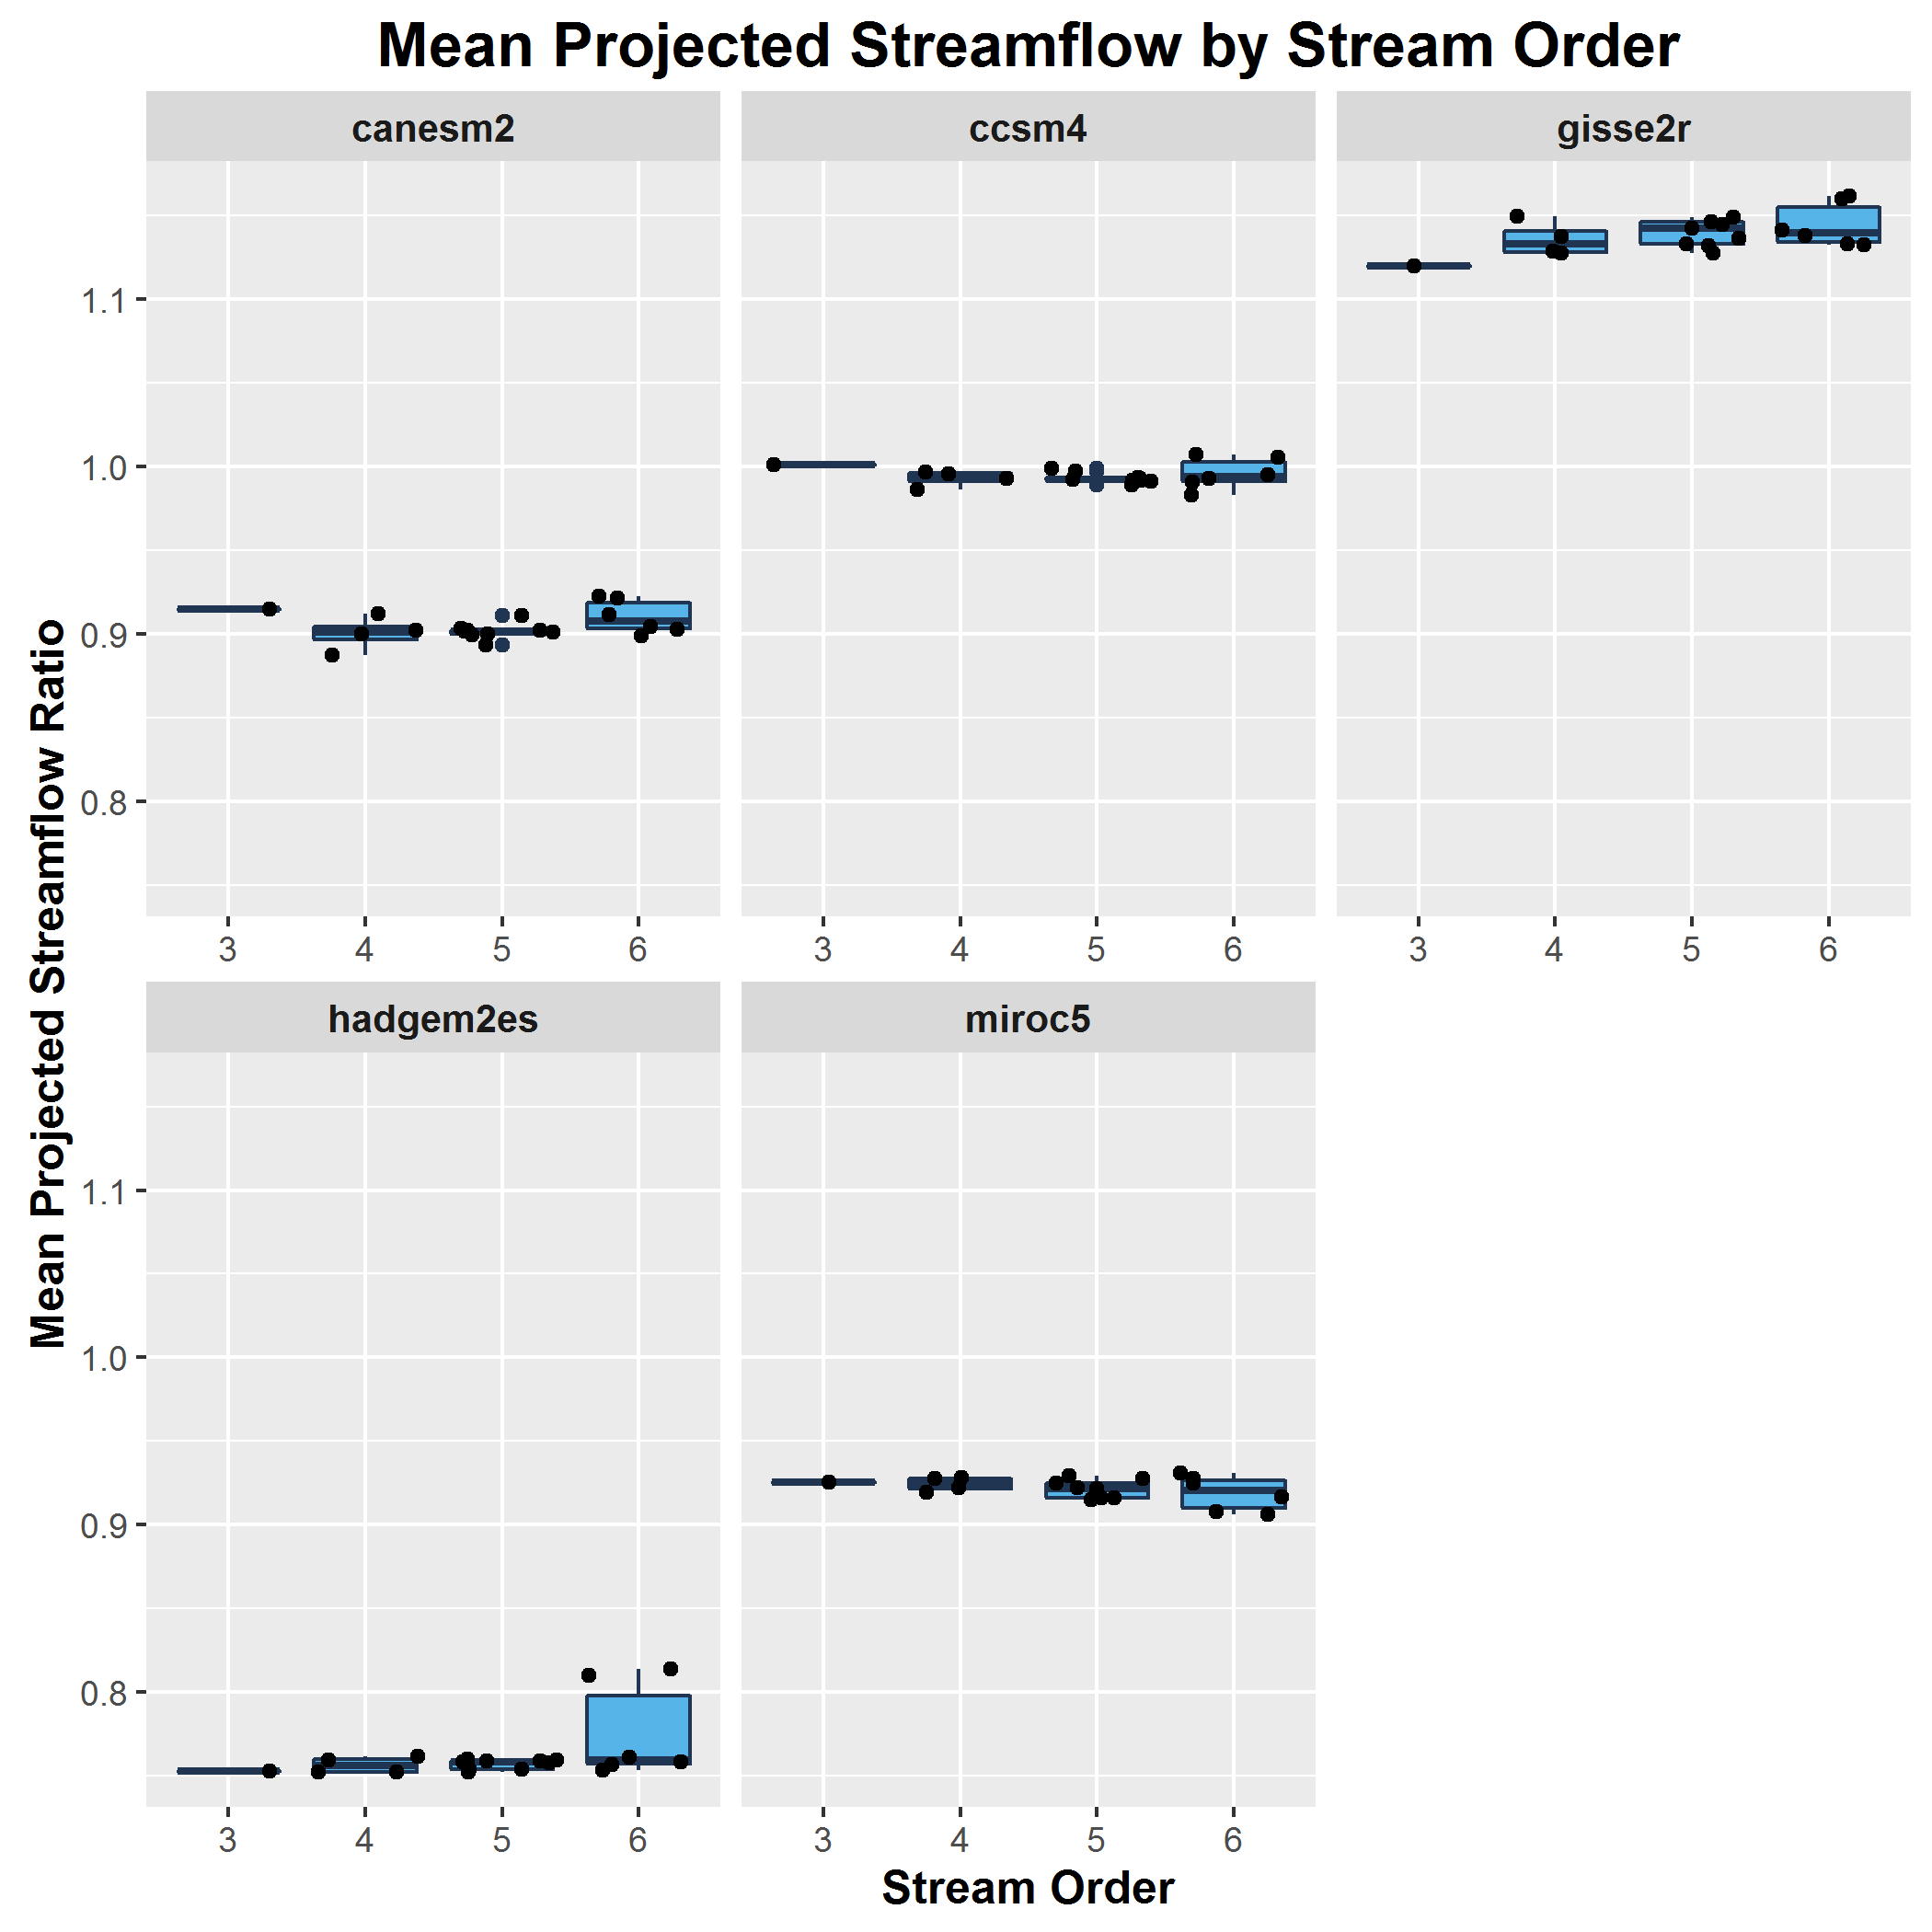 Mean Projected Streamflow by Stream Order
canesm2
ccsm4
gisse2r
Mean Projected Streamflow Ratio
1.1
1.0
0.9
0.8
3 4 5 6
3 4 5 6
3 4 5 6
hadgem2es
miroc5
1.1
1.0
0.9
0.8
3 4 5 6
3 4 5 6
Stream Order